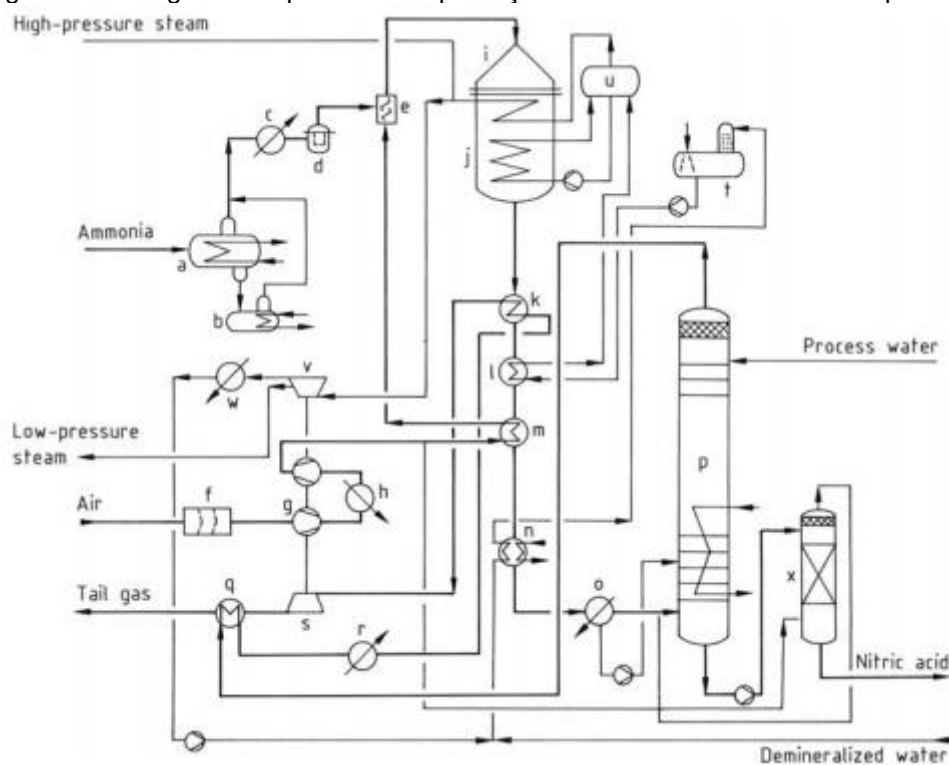 High-pressure steam
i
u
c
e
d
j
t
Ammonia
a
b
k
v
Process water
l
w
Low-pressure
steam
m
p
Air
f
h
g
n
o
x
Tail gas
q
s
r
Nitric acid
Demineralized water